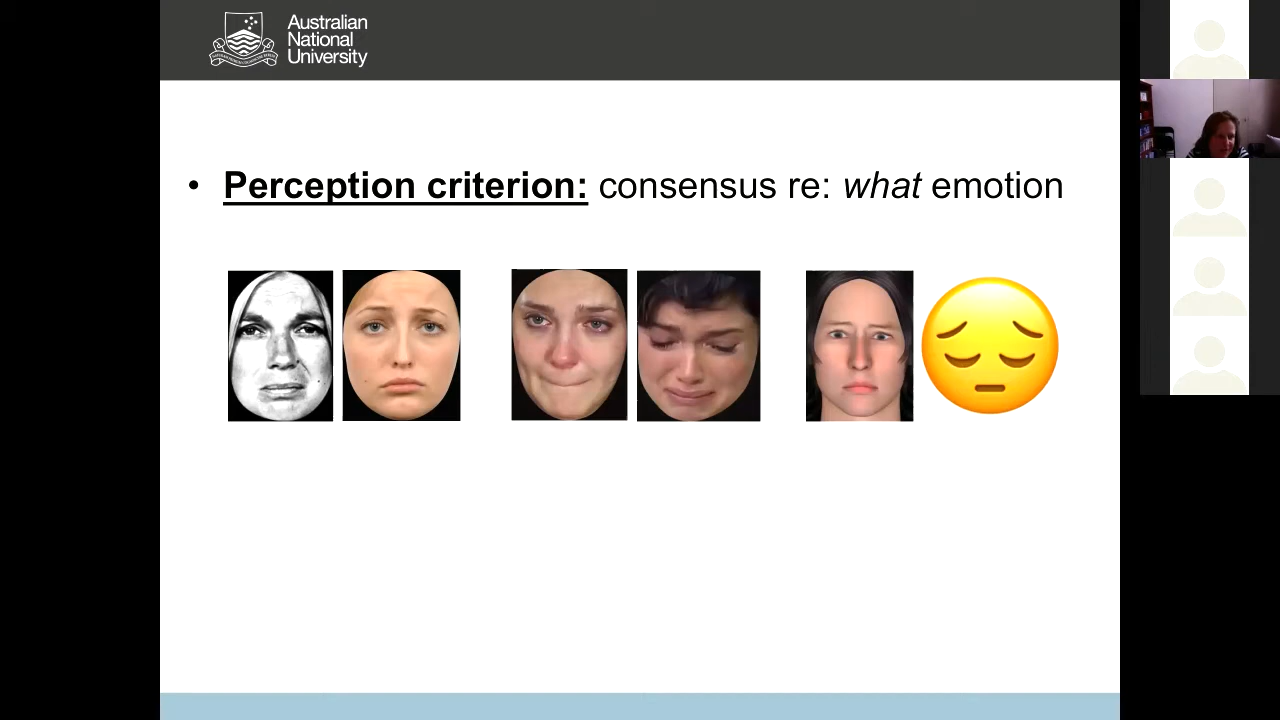 Australian
National
University
• Perception criterion: consensus re: what emotion